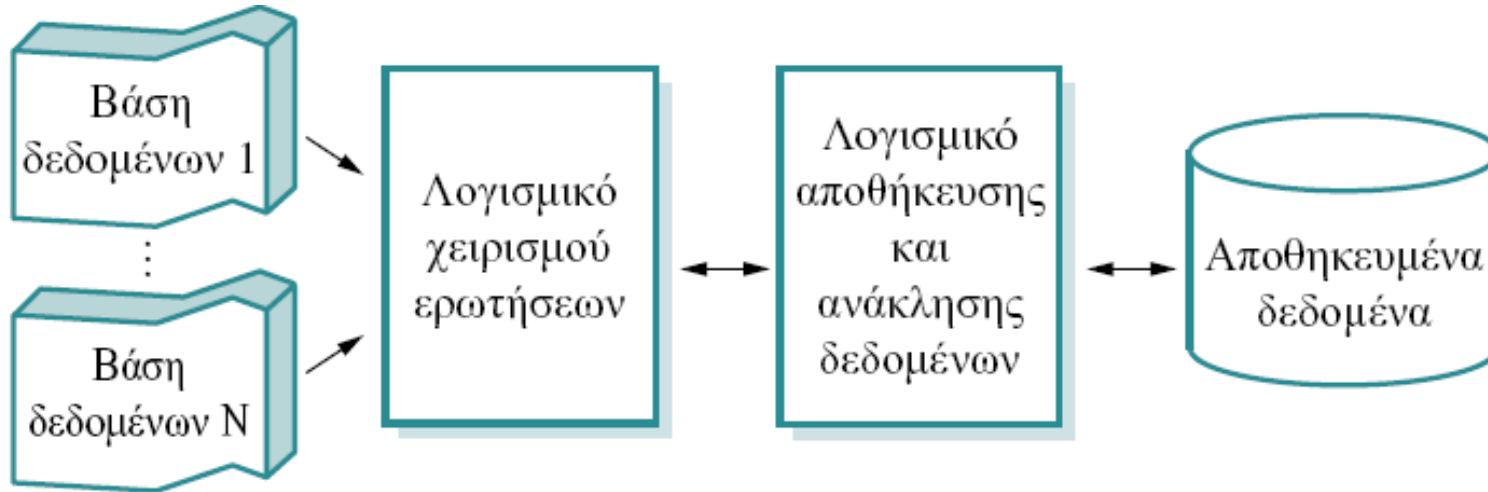 Βάση
δεδομένων 1
Βάση
δεδομένων Ν
Λογισμικό
χειρισμού
ερωτήσεων
Λογισμικό
αποθήκευσης
και
ανάκλησης
δεδομένων
Αποθηκευμένα
δεδομένα